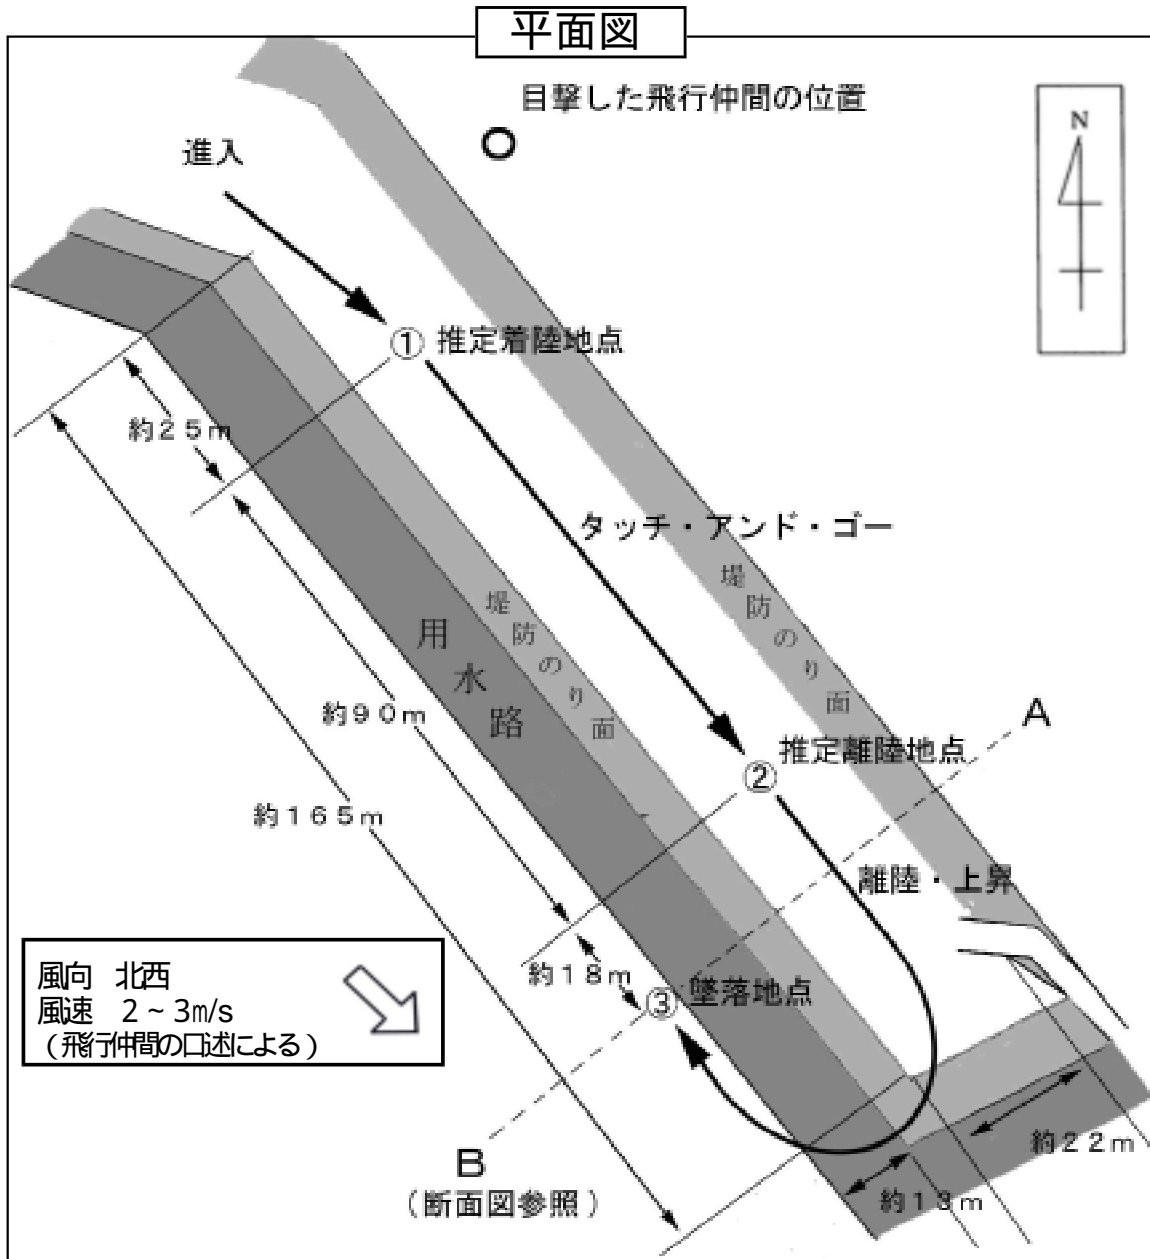 平面図
目撃した飛行仲間の位置
N
進入
① 推定着陸地点
約25m
タッチ・アンド・ゴー
堤防のり面
堤防のり面
用水路
約90m
A
推定離陸地点
②
約165m
離陸・上昇
風向 北西
風速 2~3m/s
(飛行仲間の口述による)
約18m
③ 墜落地点
約22m
B
(断面図参照)
約13m